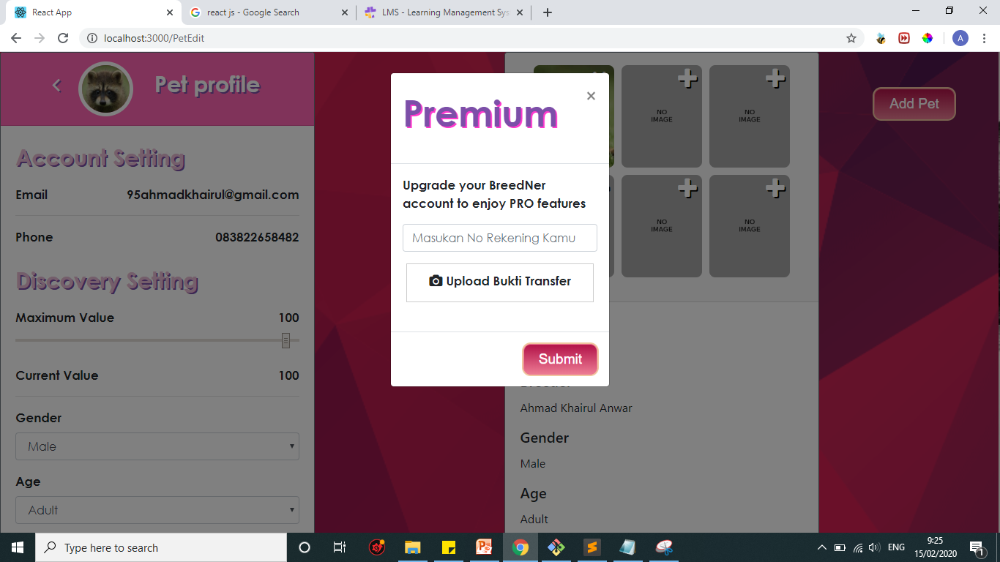 React App
react js - Google Search
LMS - Learning Management Sys
localhost:3000/PetEdit
A
Pet profile
Account Setting
Email 95ahmadkhairul@gmail.com
Phone 083822658482
Discovery Setting
Maximum Value 100
Current Value 100
Gender
Male
Age
Adult
Premium
×
Upgrade your BreedNer
account to enjoy PRO features
Masukan No Rekening Kamu
Upload Bukti Transfer
Submit
NO
IMAGE
NO
IMAGE
NO
IMAGE
NO
IMAGE
Add Pet
Breeder
Ahmad Khairul Anwar
Gender
Male
Age
Adult
Type here to search
ENG
9:25
15/02/2020
1